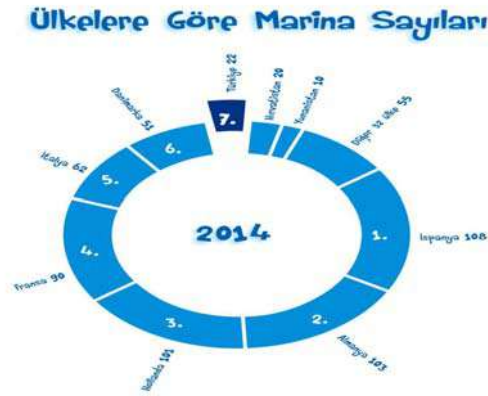 Ülkelere Göre Marina Sayıları
Türkiye 22
Hırvatistan 20
Yunanistan 10
Diğer 32 Ülke 55
Danimarka 51
İtalya 62
Fransa 90
Hollanda 101
Almanya 103
İspanya 108
7.
6.
5.
4.
3.
2.
1.
2014